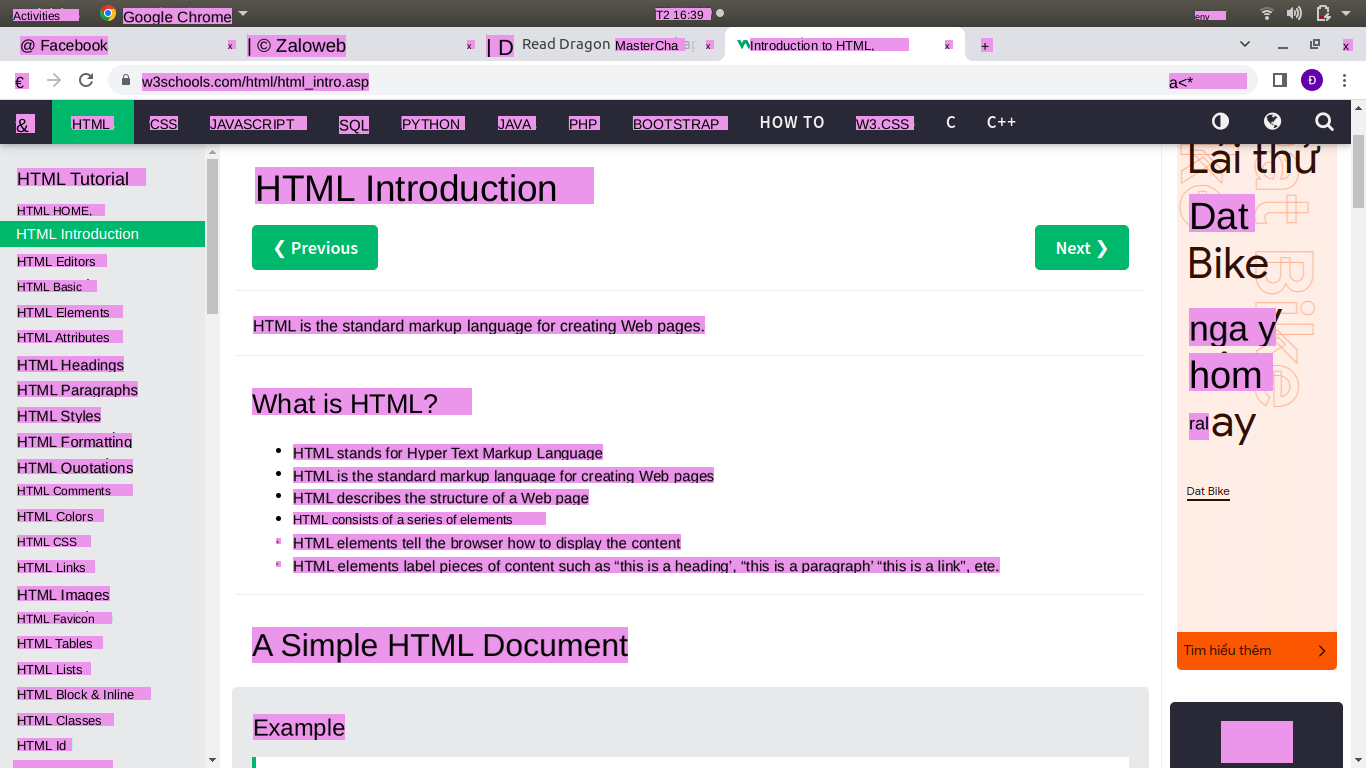 Activities Google Chrome T2 16:39
@ Facebook x | © Zaloweb x | D Read Dragon MasterCha x Introduction to HTML. x +
€ w3schools.com/html/html_intro.asp a<* Đ
& HTML CSS JAVASCRIPT SQL PYTHON JAVA PHP BOOTSTRAP HOW TO W3.CSS C C++
HTML Tutorial
HTML HOME,
HTML Introduction
HTML Editors
HTML Basic
HTML Elements
HTML Attributes
HTML Headings
HTML Paragraphs
HTML Styles
HTML Formatting
HTML Quotations
HTML Comments
HTML Colors
HTML CSS
HTML Links
HTML Images
HTML Favicon
HTML Tables
HTML Lists
HTML Block & Inline
HTML Classes
HTML Id
HTML Introduction
❮ Previous Next ❯
HTML is the standard markup language for creating Web pages.
What is HTML?
• HTML stands for Hyper Text Markup Language
• HTML is the standard markup language for creating Web pages
• HTML describes the structure of a Web page
• HTML consists of a series of elements
• HTML elements tell the browser how to display the content
• HTML elements label pieces of content such as “this is a heading’, “this is a paragraph’ “this is a link", ete.
A Simple HTML Document
Example
Lái thử
Dat
Bike
nga y
hom
ral ay
Dat Bike
Tìm hiểu thêm